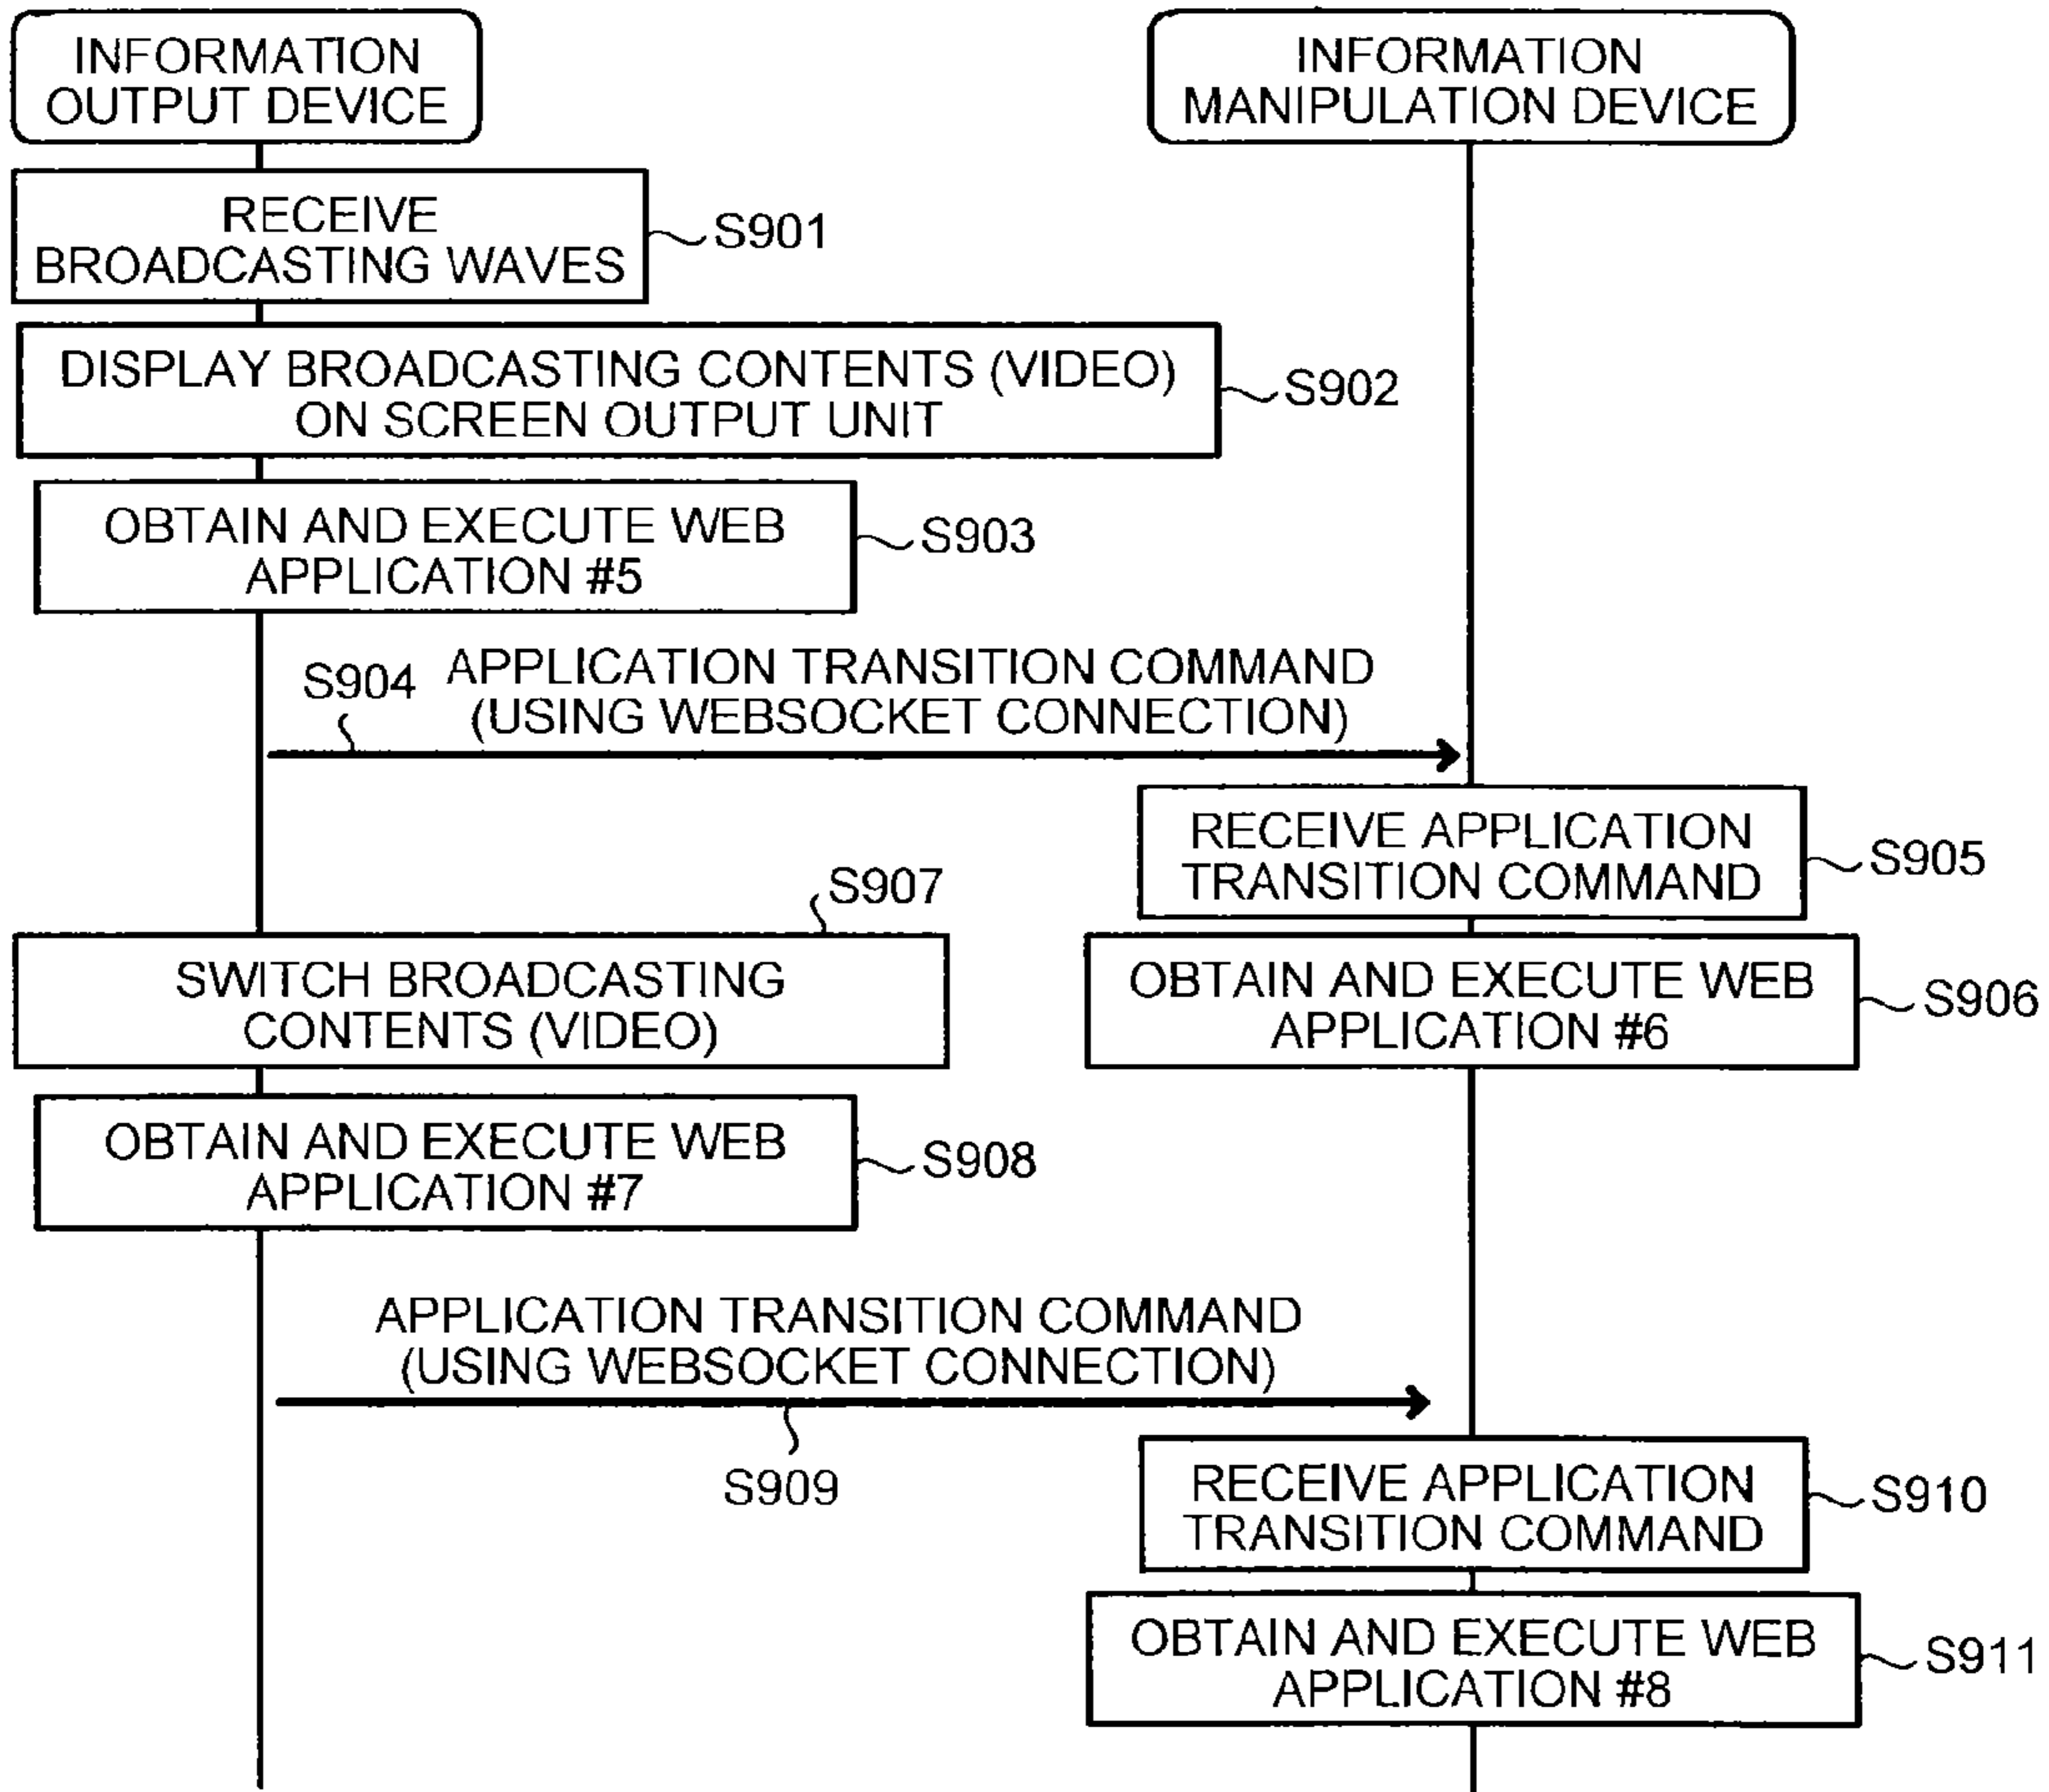 INFORMATION
OUTPUT DEVICE
INFORMATION
MANIPULATION DEVICE
RECEIVE
BROADCASTING WAVES
S901
DISPLAY BROADCASTING CONTENTS (VIDEO)
ON SCREEN OUTPUT UNIT
S902
OBTAIN AND EXECUTE WEB
APPLICATION #5
S903
S904
APPLICATION TRANSITION COMMAND
(USING WEBSOCKET CONNECTION)
RECEIVE APPLICATION
TRANSITION COMMAND
S905
S907
SWITCH BROADCASTING
CONTENTS (VIDEO)
OBTAIN AND EXECUTE WEB
APPLICATION #6
S906
OBTAIN AND EXECUTE WEB
APPLICATION #7
S908
APPLICATION TRANSITION COMMAND
(USING WEBSOCKET CONNECTION)
S909
RECEIVE APPLICATION
TRANSITION COMMAND
S910
OBTAIN AND EXECUTE WEB
APPLICATION #8
S911